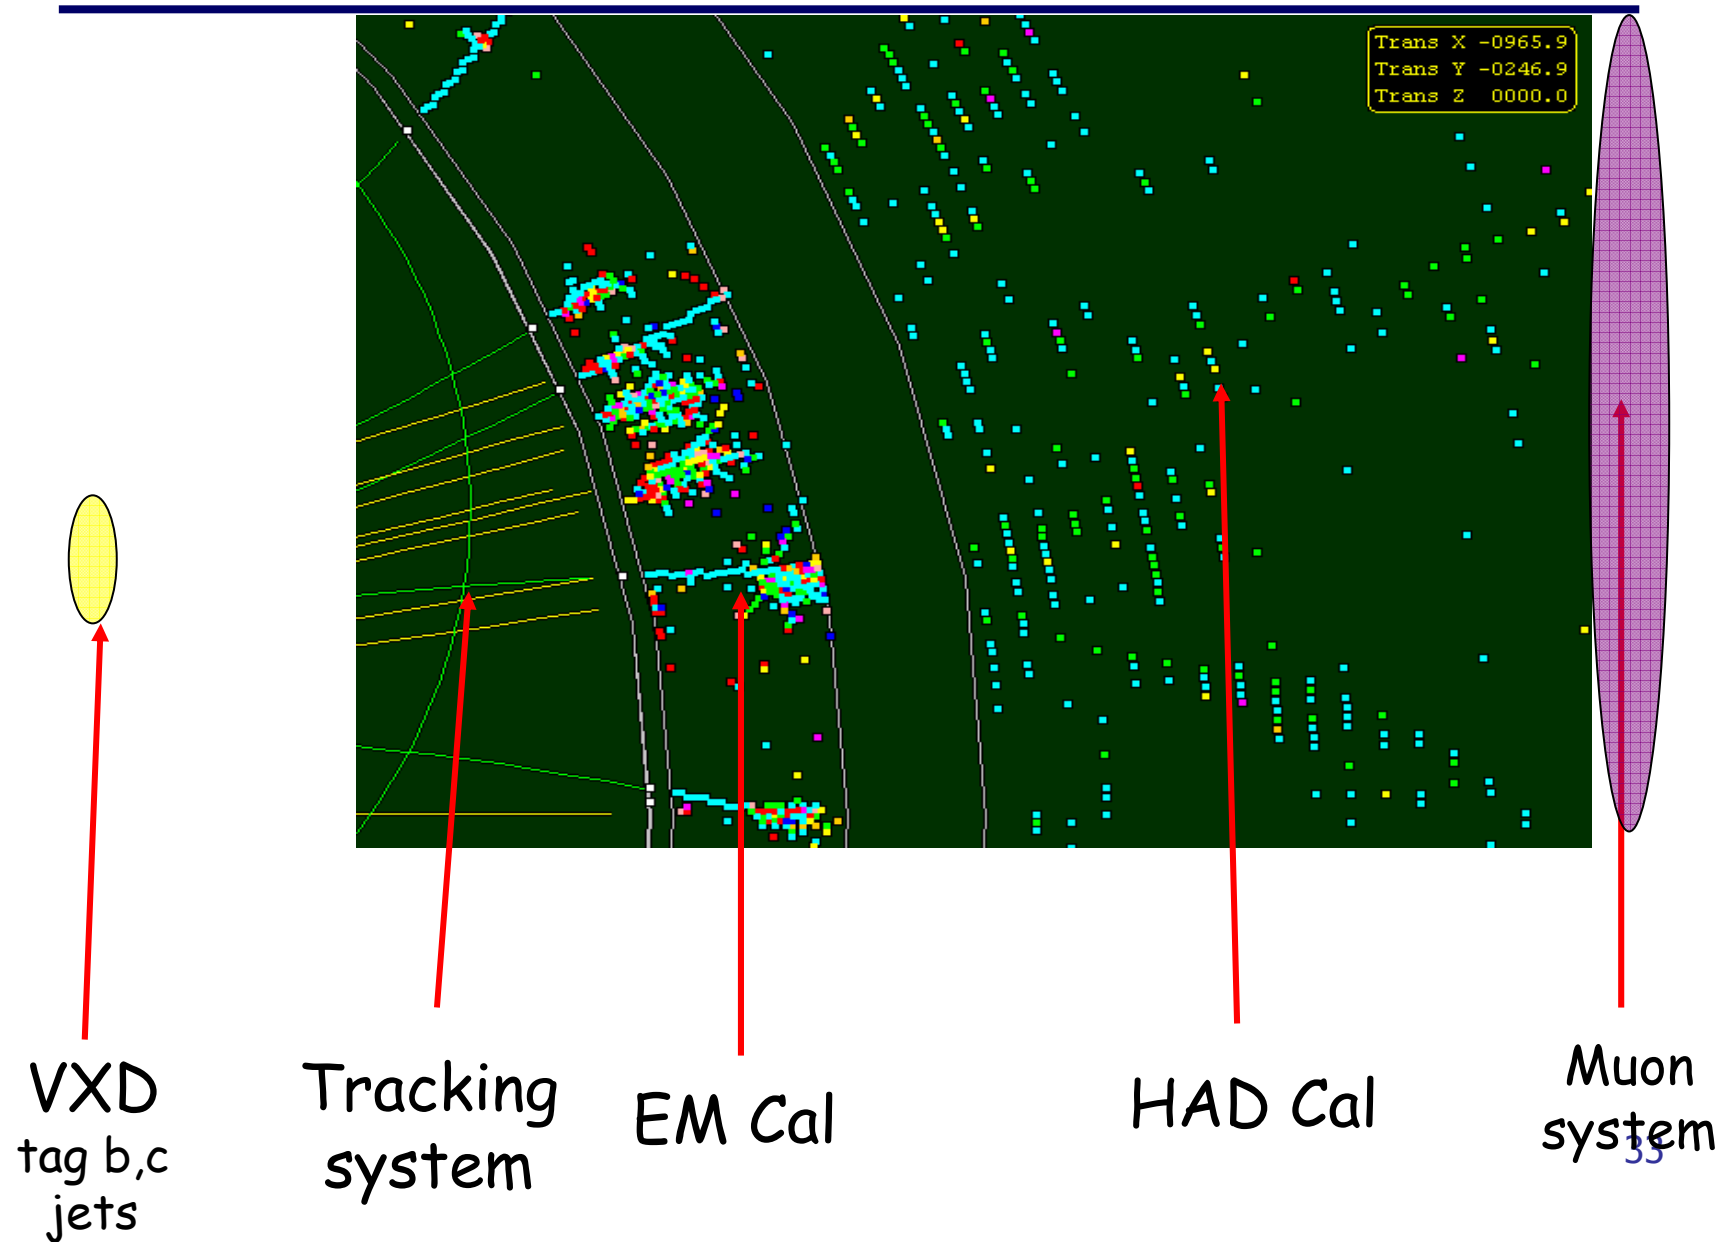 Trans X -0965.9
Trans Y -0246.9
Trans Z 0000.0
VXD
tag b,c
jets
Tracking
system
EM Cal
HAD Cal
Muon
system
33